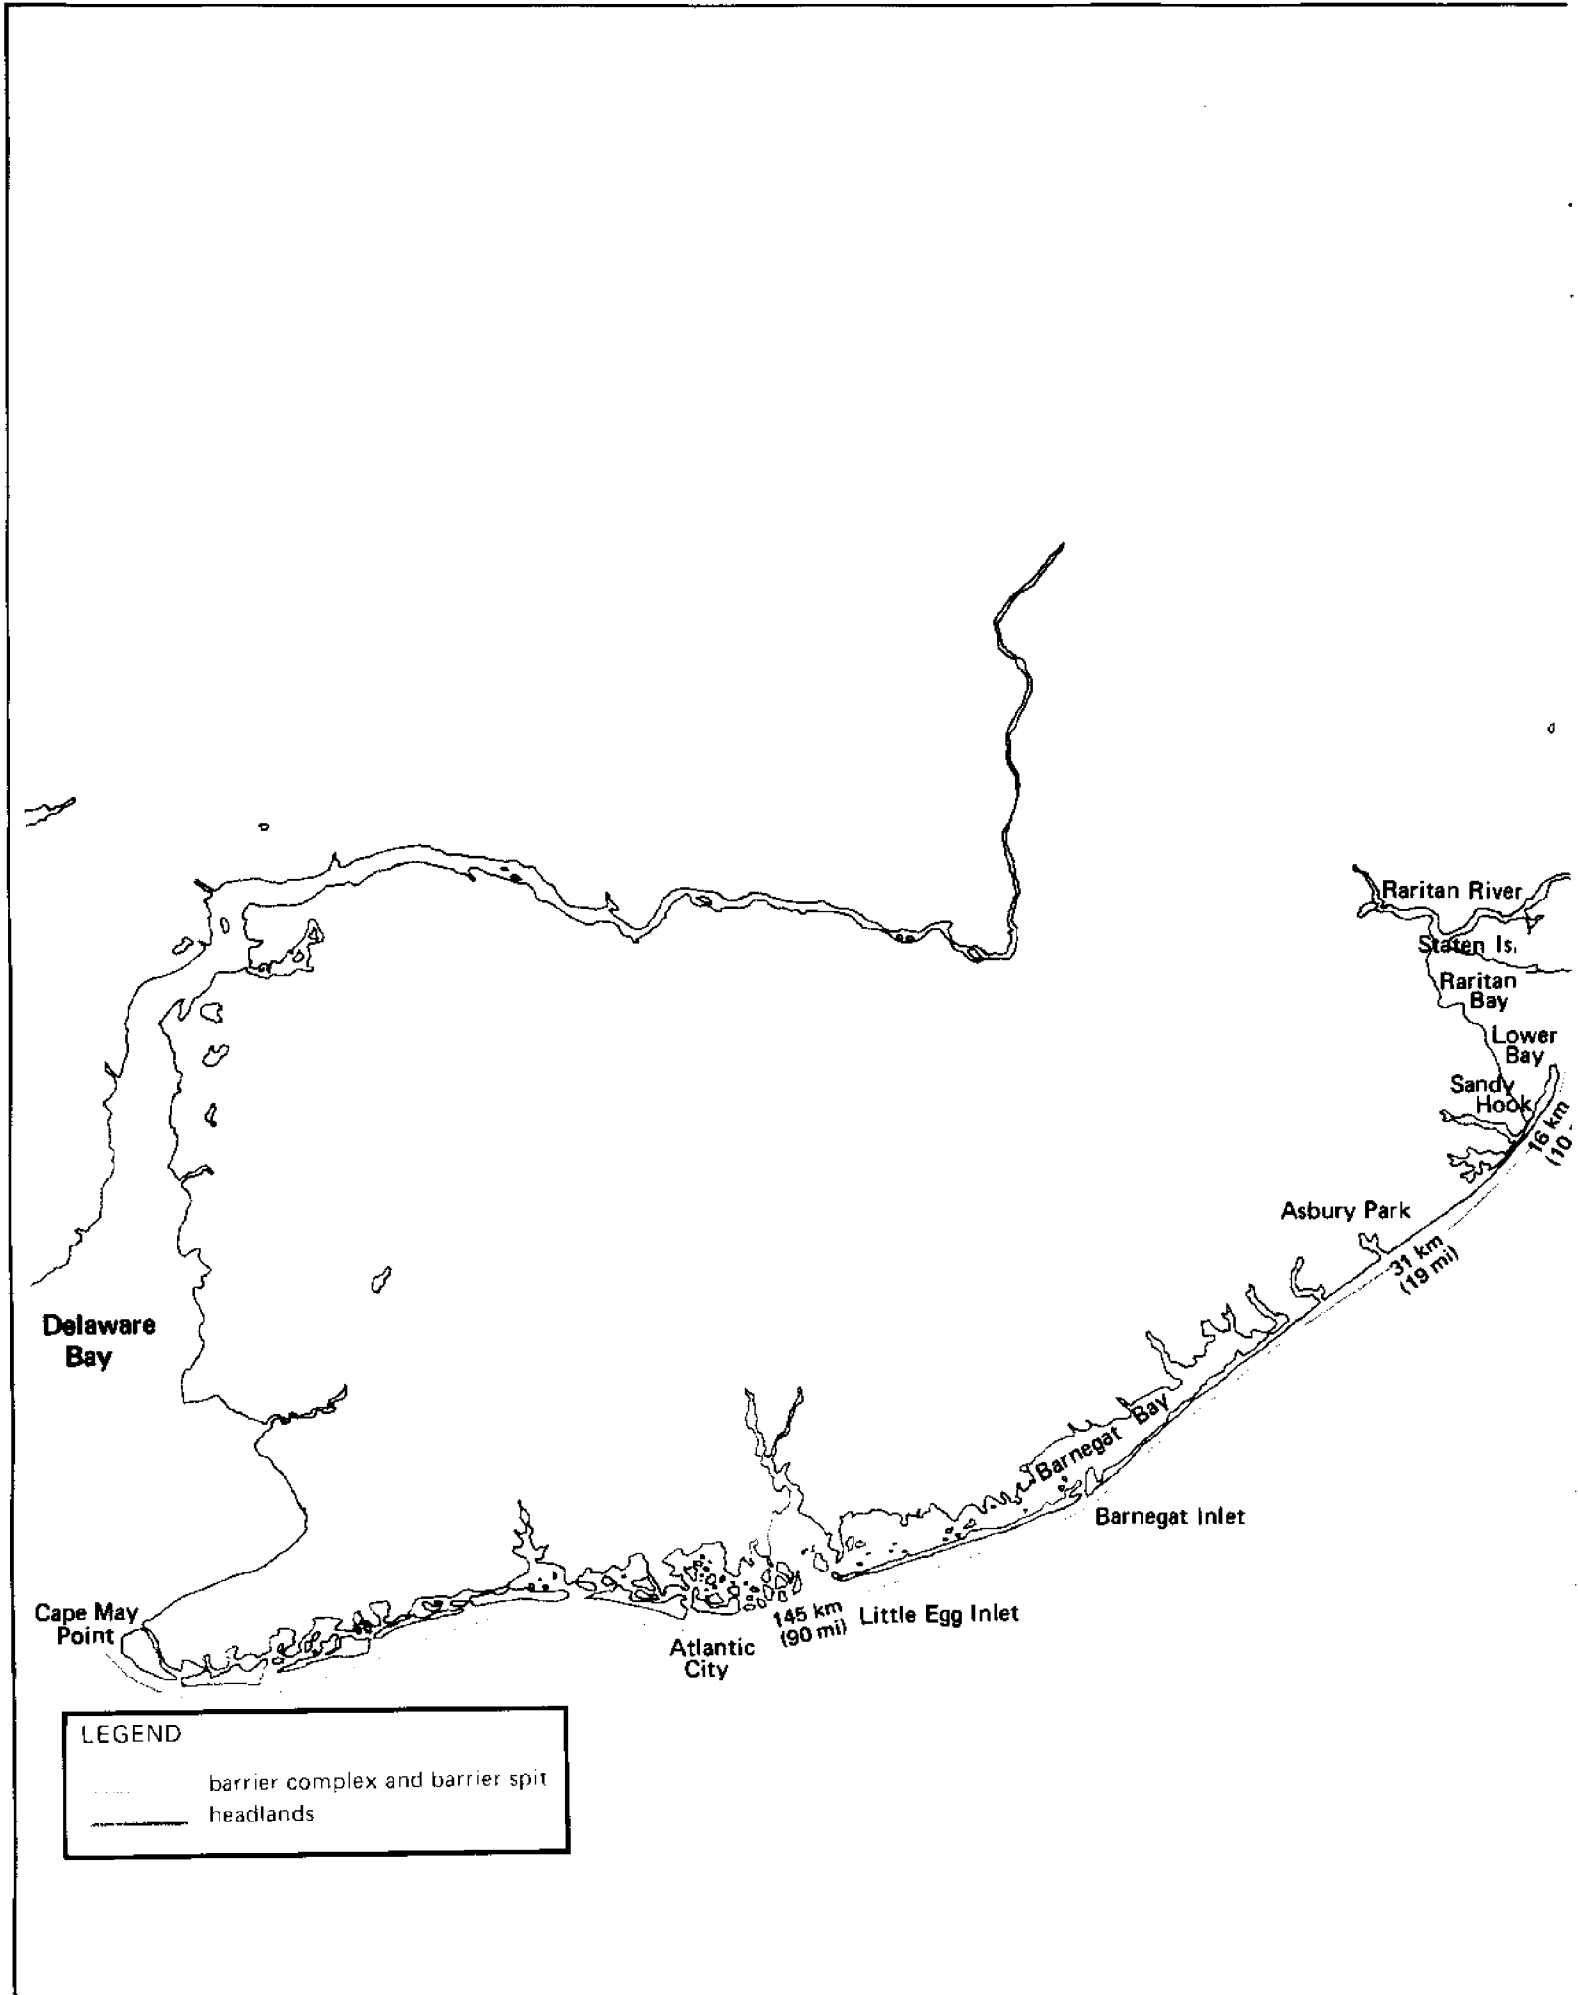 Raritan River
Staten Is.
Raritan
Bay
Lower
Bay
Sandy
Hook
16 km
(10
Asbury Park
31 km
(19 mi)
Delaware
Bay
Barnegat Bay
Barnegat Inlet
Cape May
Point
145 km
(90 mi)
Little Egg Inlet
Atlantic
City
LEGEND
barrier complex and barrier spit
headlands